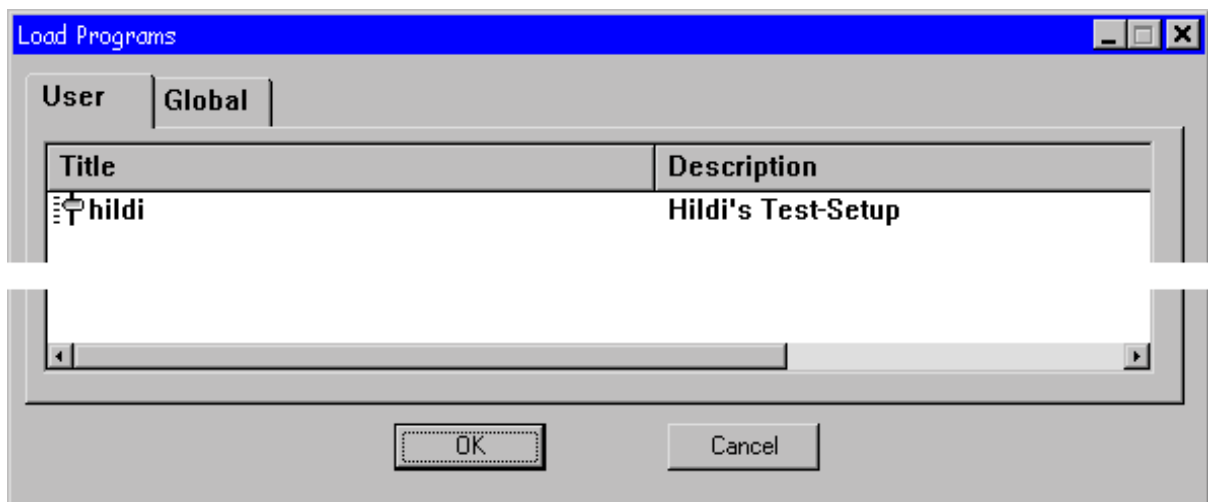 Load Programs
User Global
Title Description
hildi Hildi's Test-Setup
OK Cancel